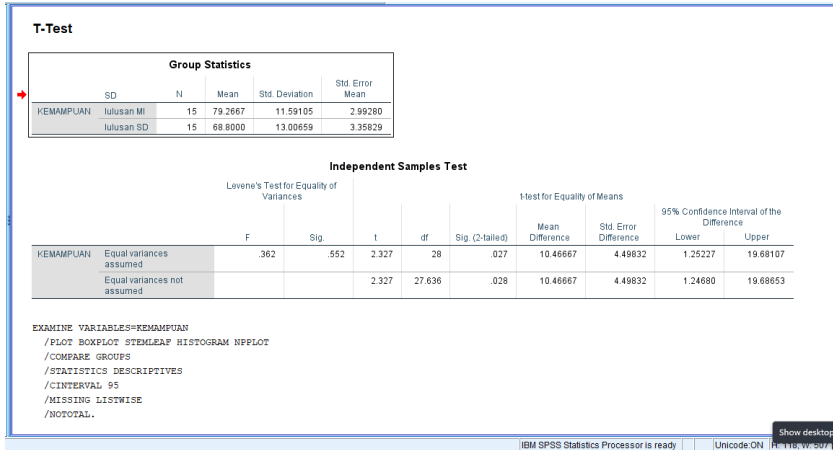 T-Test
Group Statistics
SD N Mean Std. Deviation Std. Error Mean
KEMAMPUAN lulusan MI 15 79.2667 11.59105 2.99280
lulusan SD 15 68.8000 13.00659 3.35829
Independent Samples Test
Levene's Test for Equality of Variances t-test for Equality of Means
95% Confidence Interval of the Difference
F Sig. t df Sig. (2-tailed) Mean Difference Std. Error Difference Lower Upper
KEMAMPUAN Equal variances assumed .362 .552 2.327 28 .027 10.46667 4.49832 1.25227 19.68107
Equal variances not assumed 2.327 27.636 .028 10.46667 4.49832 1.24680 19.68653
EXAMINE VARIABLES=KEMAMPUAN
/PLOT BOXPLOT STEMLEAF HISTOGRAM NPPLOT
/COMPARE GROUPS
/STATISTICS DESCRIPTIVES
/CINTERVAL 95
/MISSING LISTWISE
/NOTOTAL.
Show desktop
IBM SPSS Statistics Processor is ready Unicode:ON H: 118, W: 507